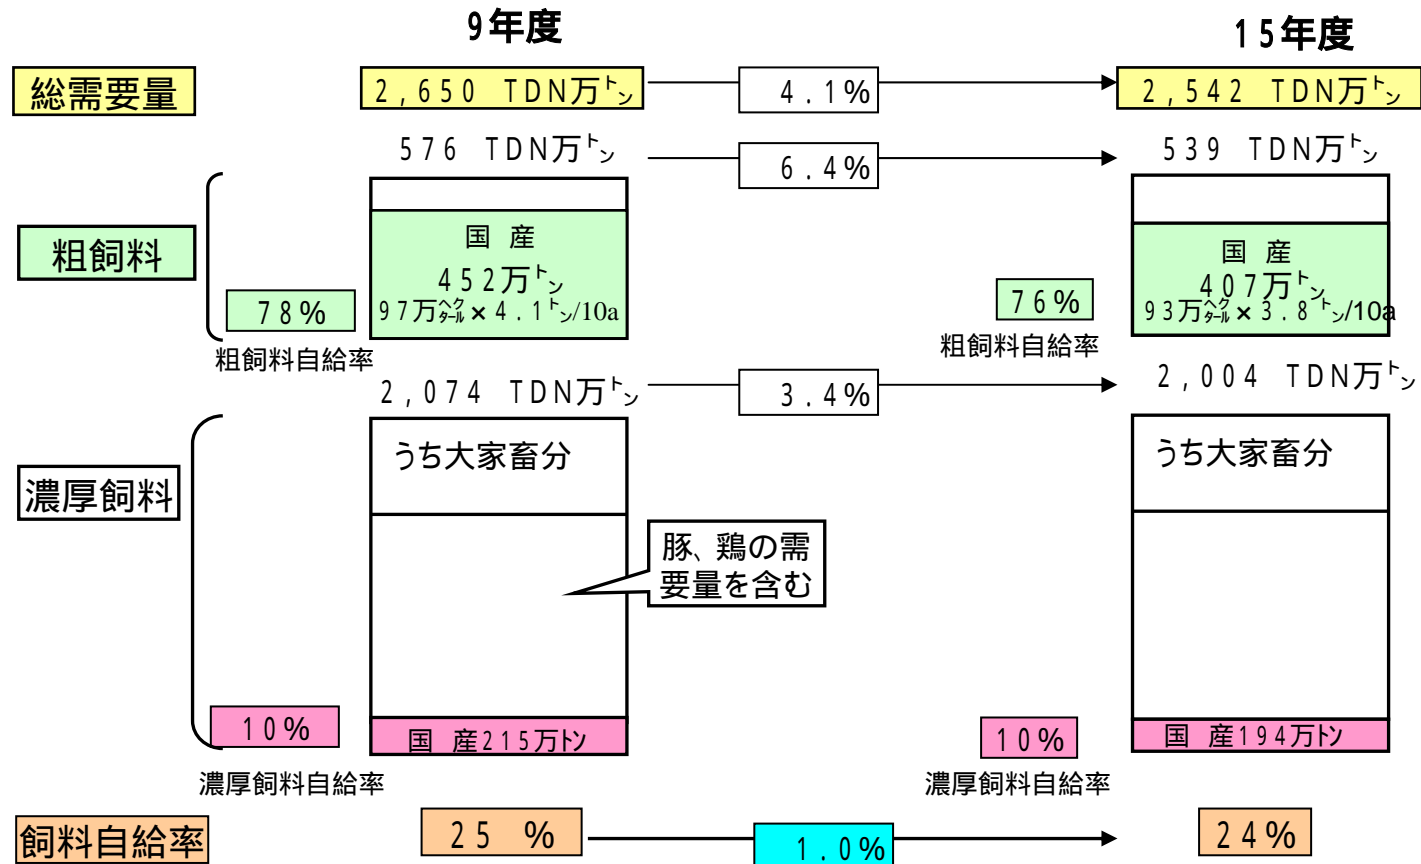 9年度
15年度
総需要量
2,650 TDN万トン
4.1%
2,542 TDN万トン
576 TDN万トン
6.4%
539 TDN万トン
粗飼料
国 産
452万トン
97万ヘクタール×4.1トン/10a
78%
粗飼料自給率
国 産
407万トン
93万ヘクタール×3.8トン/10a
76%
粗飼料自給率
2,074 TDN万トン
3.4%
2,004 TDN万トン
濃厚飼料
うち大家畜分
うち大家畜分
豚、鶏の需
要量を含む
10%
国 産215万トン
濃厚飼料自給率
10%
国 産194万トン
濃厚飼料自給率
飼料自給率
25 %
1.0%
24%